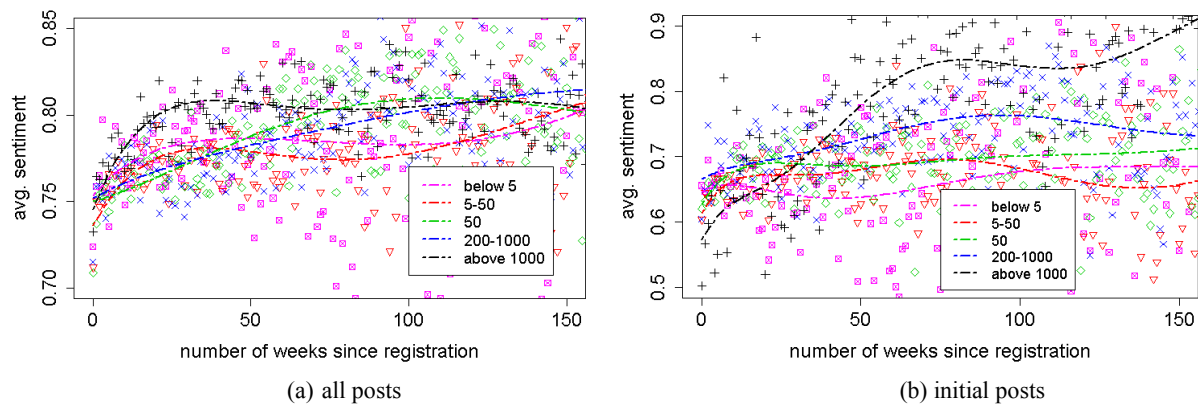 avg. sentiment
0.85
0.80
0.75
0.70
0
50
100
150
number of weeks since registration
below 5
5-50
50
200-1000
above 1000
(a) all posts
avg. sentiment
0.9
0.8
0.7
0.6
0.5
0
50
100
150
number of weeks since registration
below 5
5-50
50
200-1000
above 1000
(b) initial posts